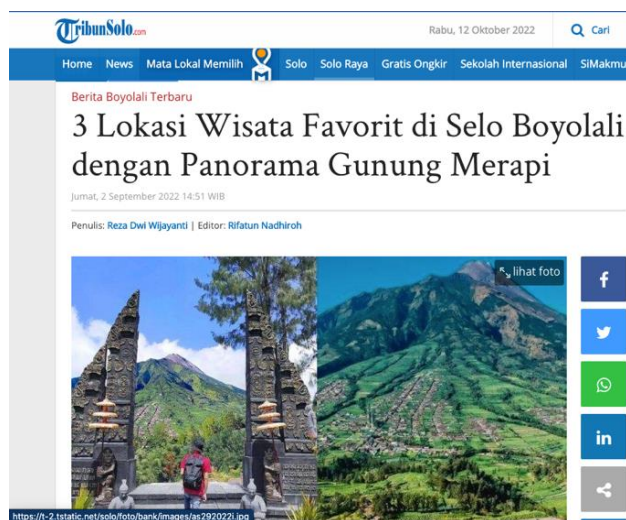 TribunSolo.com
Rabu, 12 Oktober 2022
Cari
Home News Mata Lokal Memilih Solo Solo Raya Gratis Ongkir Sekolah Internasional SiMakmu
Berita Boyolali Terbaru
3 Lokasi Wisata Favorit di Selo Boyolali
dengan Panorama Gunung Merapi
Jumat, 2 September 2022 14:51 WIB
Penulis: Reza Dwi Wijayanti | Editor: Rifatun Nadhiroh
lihat foto
f
in
https://t-2.tstatic.net/solo/foto/bank/images/as292022i.jpg